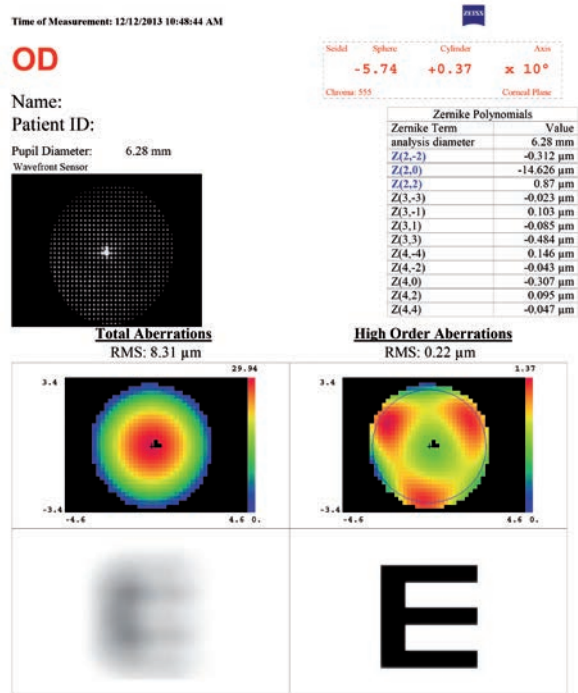 Time of Measurement: 12/12/2013 10:48:44 AM
ZEISS
OD
Seidel Sphere Cylinder Axis
-5.74 +0.37 x 10°
Chroma: 555 Corneal Plane
Name:
Patient ID:
Pupil Diameter: 6.28 mm
Wavefront Sensor
Zernike Polynomials
Zernike Term Value
analysis diameter 6.28 mm
Z(2,-2) -0.312 µm
Z(2,0) -14.626 µm
Z(2,2) 0.87 µm
Z(3,-3) -0.023 µm
Z(3,-1) 0.103 µm
Z(3,1) -0.085 µm
Z(3,3) -0.484 µm
Z(4,-4) 0.146 µm
Z(4,-2) -0.043 µm
Z(4,0) -0.307 µm
Z(4,2) 0.095 µm
Z(4,4) -0.047 µm
Total Aberrations High Order Aberrations
RMS: 8.31 µm RMS: 0.22 µm
29.94 1.37
3.4 3.4
-3.4 -3.4
-4.6 4.6 0. -4.6 4.6 0.
E E